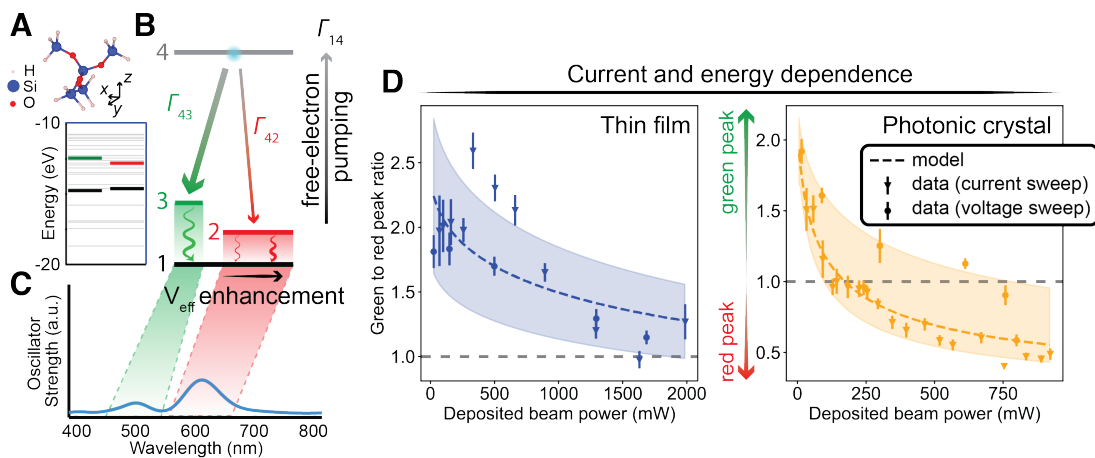 A
H
Si
O
x
z
y
-10
Energy (eV)
-20
B
4
Γ14
Γ43
Γ42
free-electron
pumping
3
2
1
Veff enhancement
C
Oscillator
Strength (a.u.)
400
500
600
700
800
Wavelength (nm)
D
Current and energy dependence
Thin film
Green to red peak ratio
2.5
2.0
1.5
1.0
0
500
1000
1500
2000
Deposited beam power (mW)
green peak
red peak
Photonic crystal
model
data (current sweep)
data (voltage sweep)
2.0
1.5
1.0
0.5
0
250
500
750
Deposited beam power (mW)